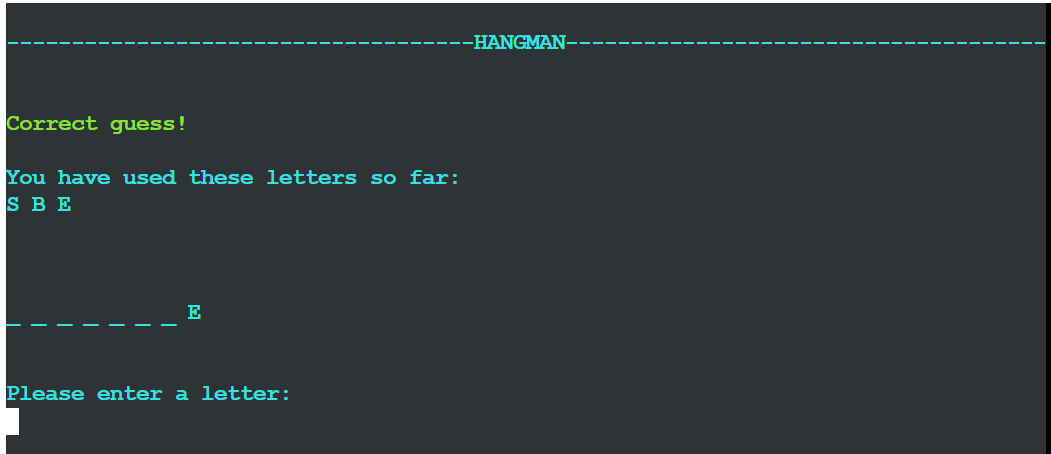 ------------------------------------HANGMAN-------------------------------------
Correct guess!
You have used these letters so far:
S B E
_ _ _ _ _ _ _ E
Please enter a letter: